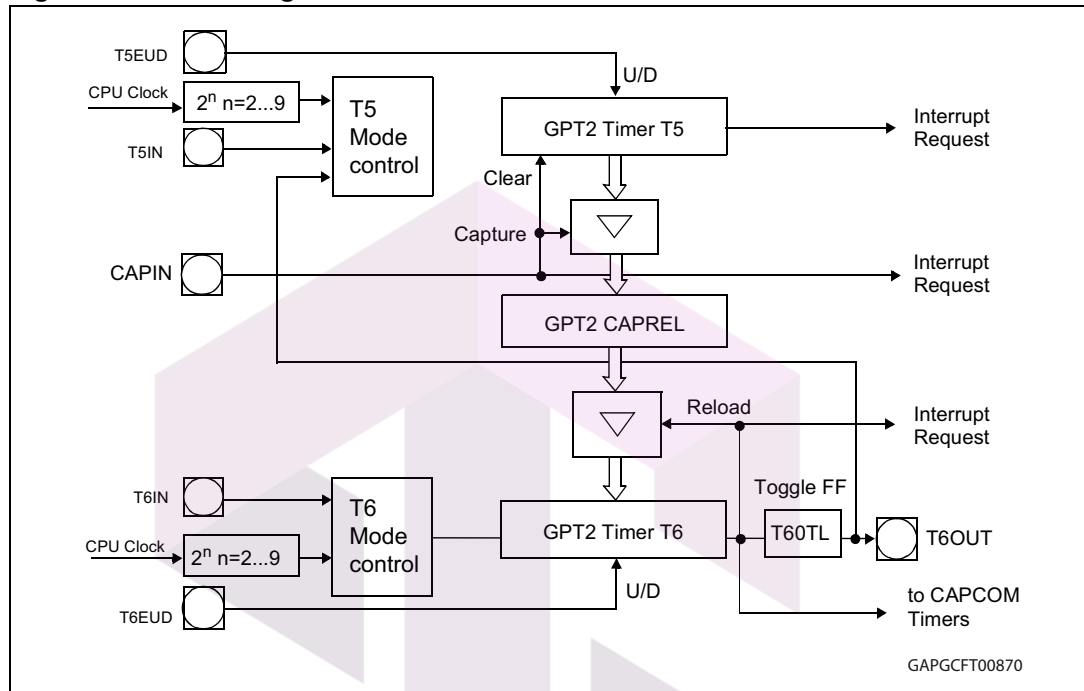 T5EUD
U/D
CPU Clock
2ⁿ n=2...9
T5
Mode
control
GPT2 Timer T5
Interrupt
Request
T5IN
Clear
Capture
CAPIN
Interrupt
Request
GPT2 CAPREL
Reload
Interrupt
Request
T6IN
T6
Mode
control
Toggle FF
GPT2 Timer T6
T60TL
T6OUT
CPU Clock
2ⁿ n=2...9
U/D
T6EUD
to CAPCOM
Timers
GAPGCFT00870